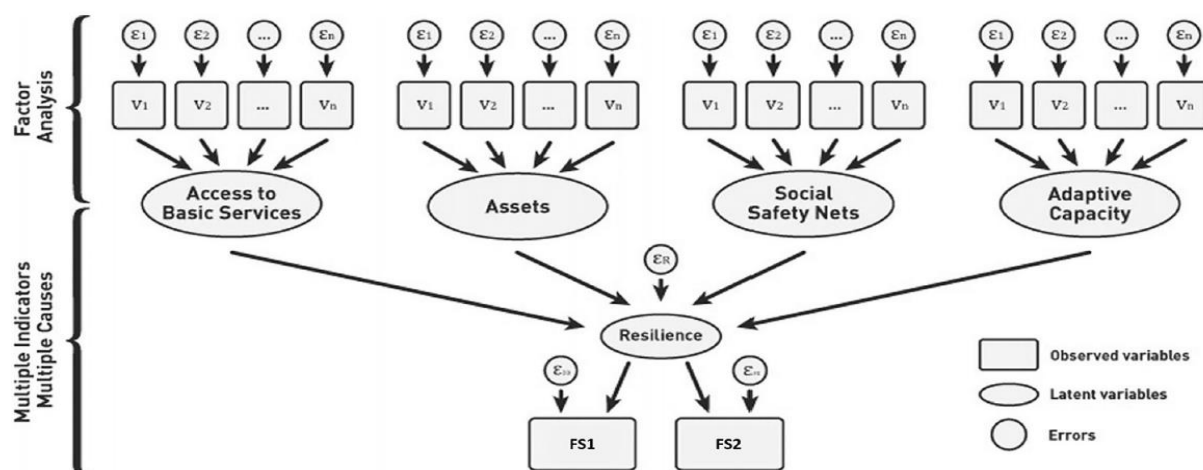 ε1 ε2 ... εn ε1 ε2 ... εn ε1 ε2 ... εn ε1 ε2 ... εn
V1 V2 ... Vn V1 V2 ... Vn V1 V2 ... Vn V1 V2 ... Vn
Factor
Analysis
Access to
Basic Services
Assets
Social
Safety Nets
Adaptive
Capacity
Multiple Indicators
Multiple Causes
εR
Resilience
ε
ε
FS1
FS2
Observed variables
Latent variables
Errors